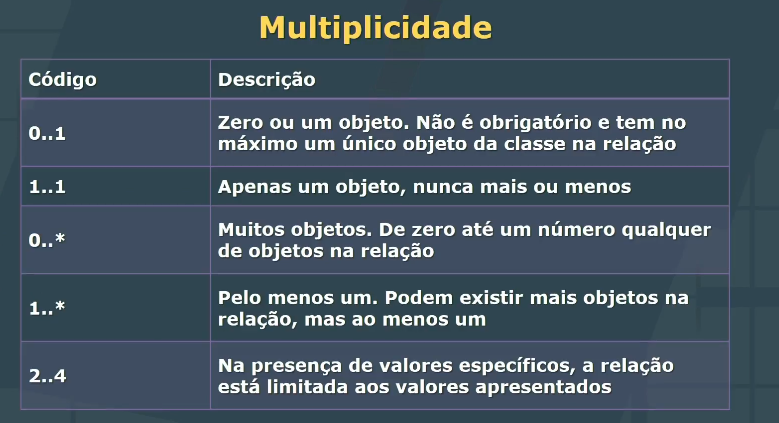 Multiplicidade
Código
Descrição
0..1
Zero ou um objeto. Não é obrigatório e tem no
máximo um único objeto da classe na relação
1..1
Apenas um objeto, nunca mais ou menos
0..*
Muitos objetos. De zero até um número qualquer
de objetos na relação
1..*
Pelo menos um. Podem existir mais objetos na
relação, mas ao menos um
2..4
Na presença de valores específicos, a relação
está limitada aos valores apresentados